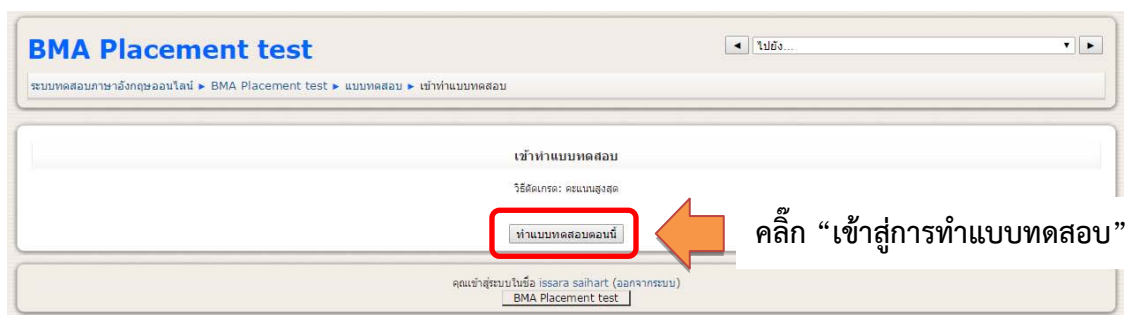 BMA Placement test
ไปยัง...
ระบบทดสอบภาษาอังกฤษออนไลน์ ► BMA Placement test ► แบบทดสอบ ► เข้าทำแบบทดสอบ
เข้าทำแบบทดสอบ
วิธีตัดเกรด: คะแนนสูงสุด
ทำแบบทดสอบตอนนี้
คลิ๊ก “เข้าสู่การทำแบบทดสอบ”
คุณเข้าสู่ระบบในชื่อ issara saihart (ออกจากระบบ)
BMA Placement test